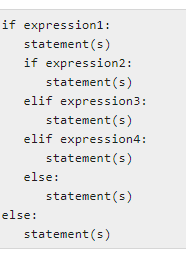 if expression1:
   statement(s)
   if expression2:
      statement(s)
   elif expression3:
      statement(s)
   elif expression4:
      statement(s)
   else:
      statement(s)
else:
   statement(s)